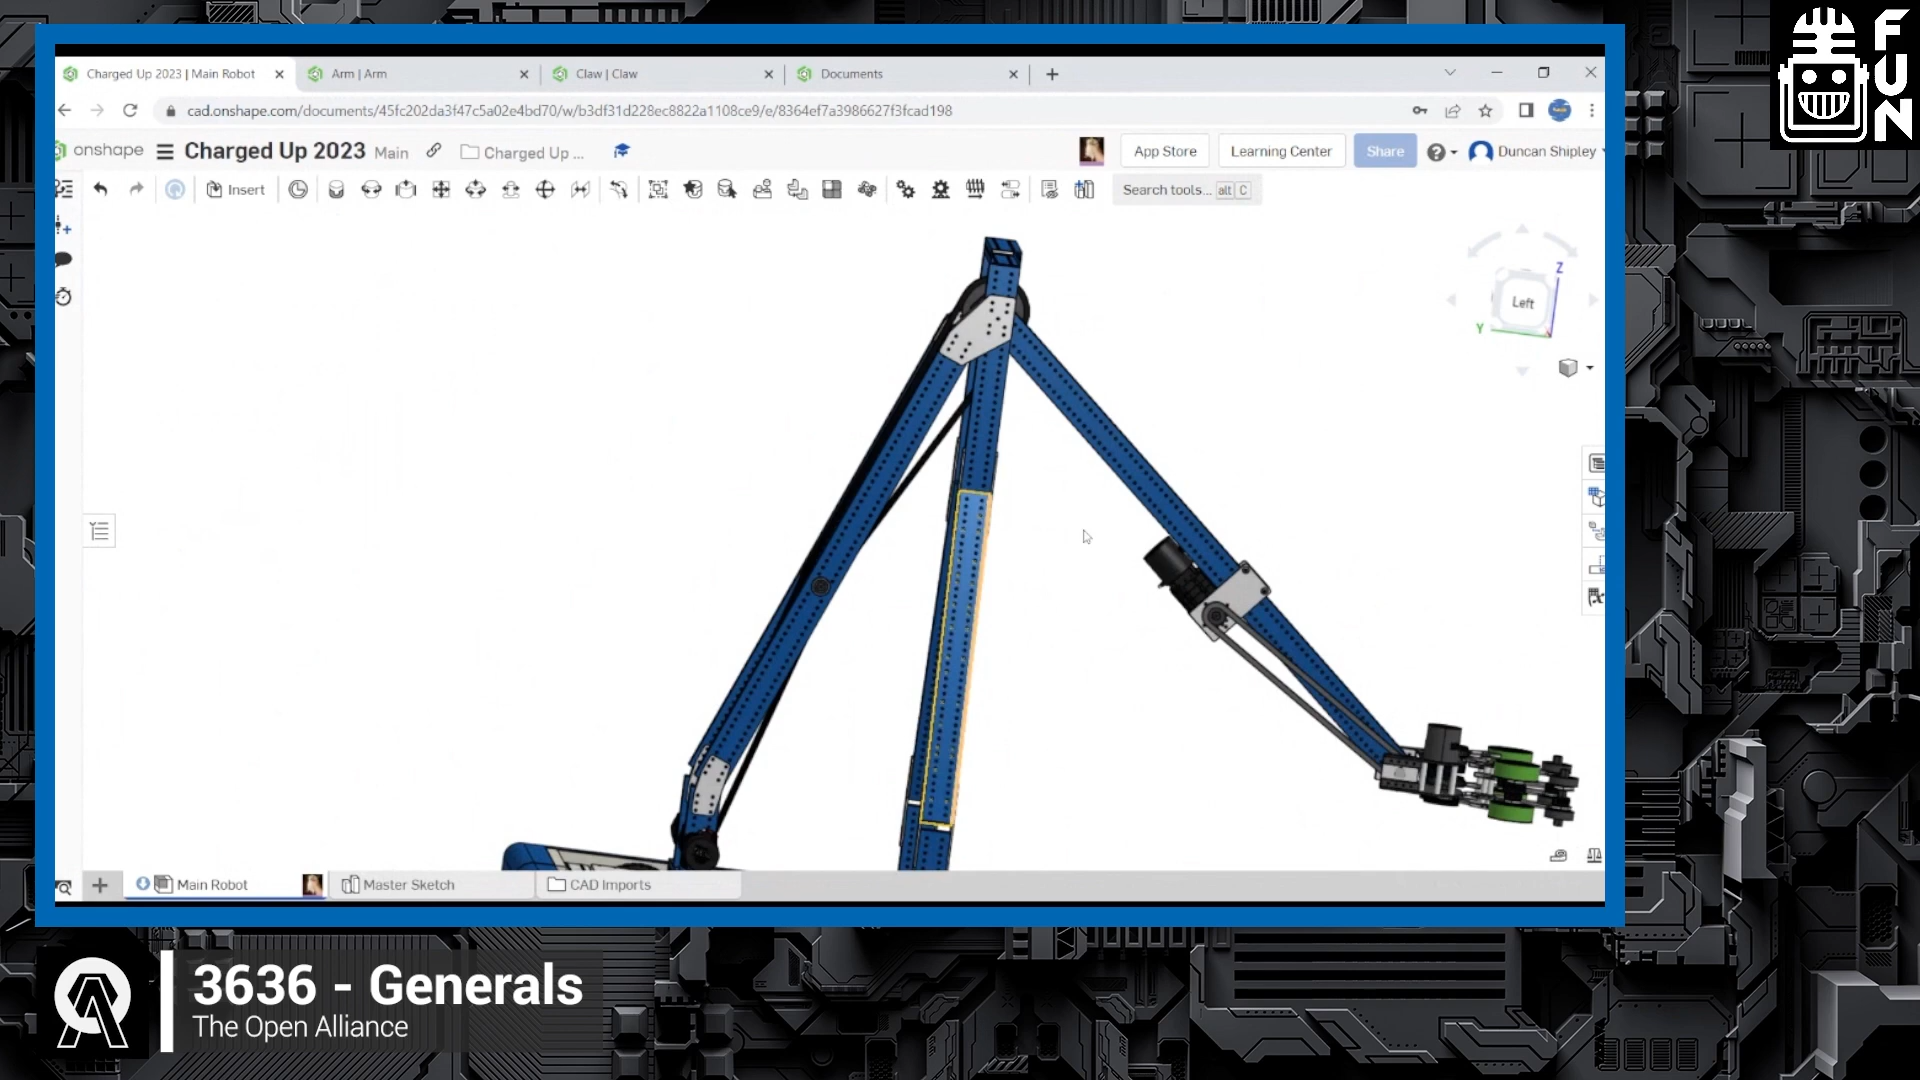 Charged Up 2023 | Main Robot
Arm | Arm
Claw | Claw
Documents
cad.onshape.com/documents/45fc202da3f47c5a02e4bd70/w/b3df31d228ec8822a1108ce9/e/8364ef7a3986627f3fcad198
onshape
Charged Up 2023
Main
Charged Up ...
App Store
Learning Center
Share
Duncan Shipley
Insert
Search tools...
alt
C
Z
Left
Y
Main Robot
Master Sketch
CAD Imports
FUN
3636 - Generals
The Open Alliance